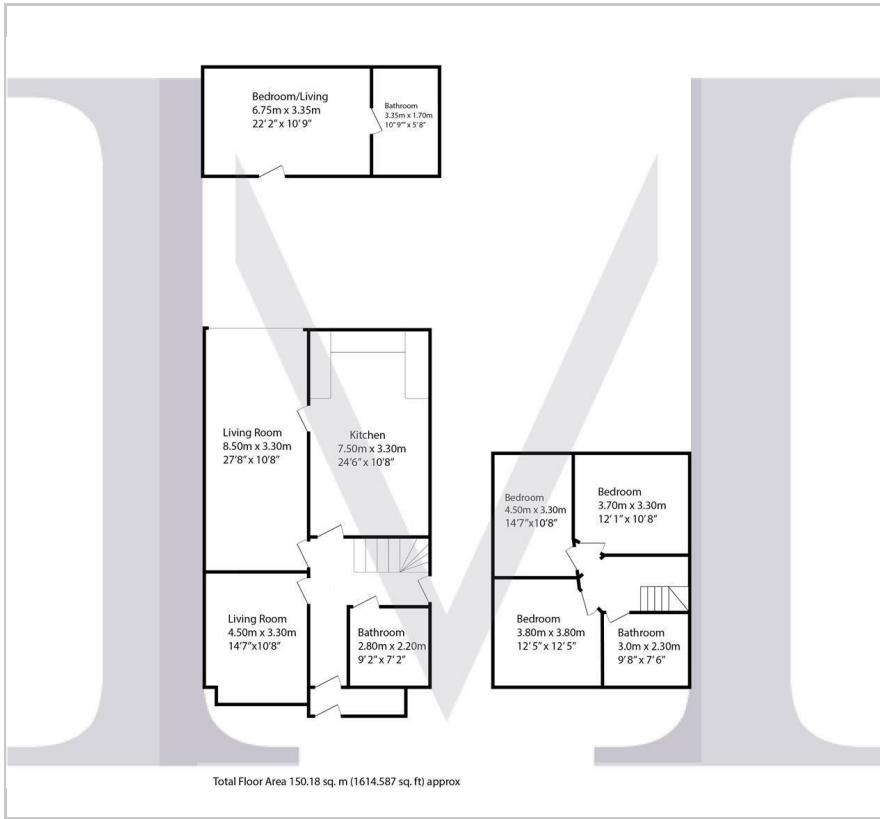 Bedroom/Living
6.75m x 3.35m
22' 2" x 10' 9"
Bathroom
3.35m x 1.70m
10" 9"" x 5'8"
Living Room
8.50m x 3.30m
27'8" x 10'8"
Kitchen
7.50m x 3.30m
24'6" x 10'8"
Living Room
4.50m x 3.30m
14'7"x10'8"
Bathroom
2.80m x 2.20m
9'2" x 7'2"
Bedroom
4.50m x 3.30m
14'7"x10'8"
Bedroom
3.70m x 3.30m
12'1" x 10'8"
Bedroom
3.80m x 3.80m
12'5" x 12'5"
Bathroom
3.0m x 2.30m
9'8" x 7'6"
Total Floor Area 150.18 sq. m (1614.587 sq. ft) approx